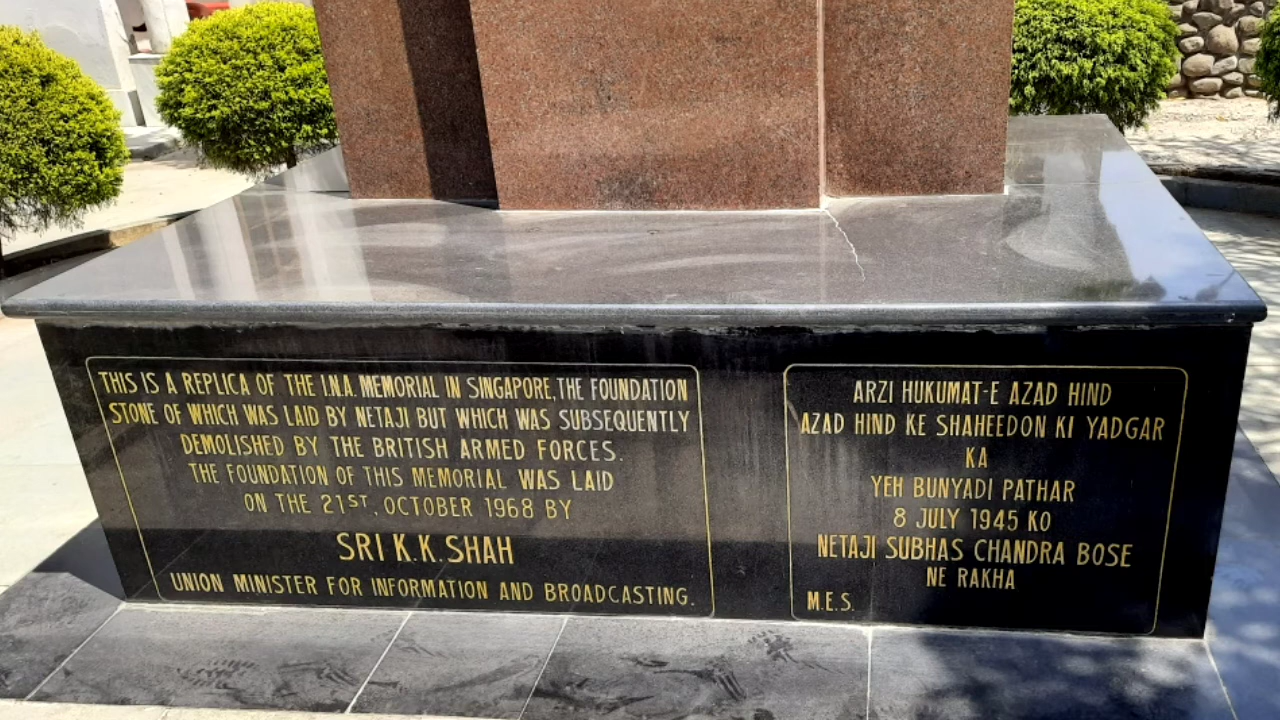 THIS IS A REPLICA OF THE I.N.A. MEMORIAL IN SINGAPORE, THE FOUNDATION
STONE OF WHICH WAS LAID BY NETAJI BUT WHICH WAS SUBSEQUENTLY
DEMOLISHED BY THE BRITISH ARMED FORCES.
THE FOUNDATION OF THIS MEMORIAL WAS LAID
ON THE 21ST, OCTOBER 1968 BY
SRI K.K. SHAH
UNION MINISTER FOR INFORMATION AND BROADCASTING.
ARZI HUKUMAT-E AZAD HIND
AZAD HIND KE SHAHEEDON KI YADGAR
KA
YEH BUNYADI PATHAR
8 JULY 1945 KO
NETAJI SUBHAS CHANDRA BOSE
NE RAKHA
M.E.S.